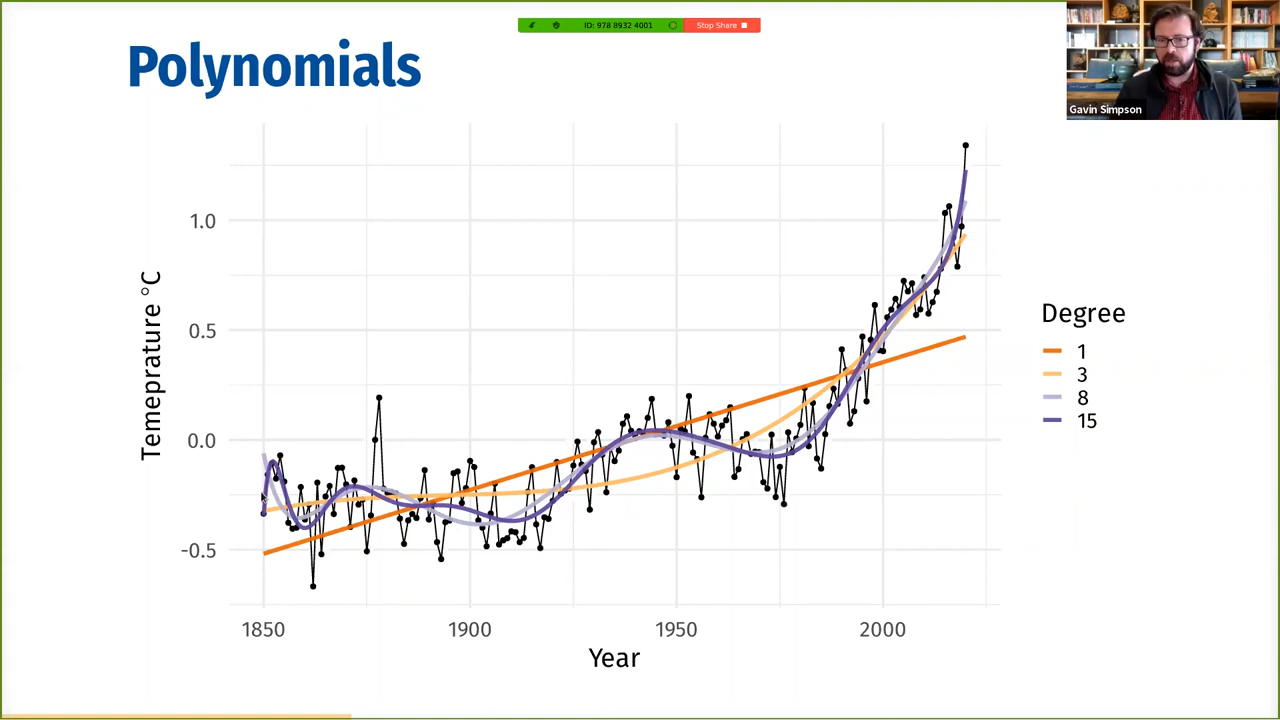 ID: 978 8932 4001
Stop Share
Polynomials
Gavin Simpson
Temeprature °C
1.0
0.5
0.0
-0.5
1850
1900
1950
2000
Year
Degree
1
3
8
15